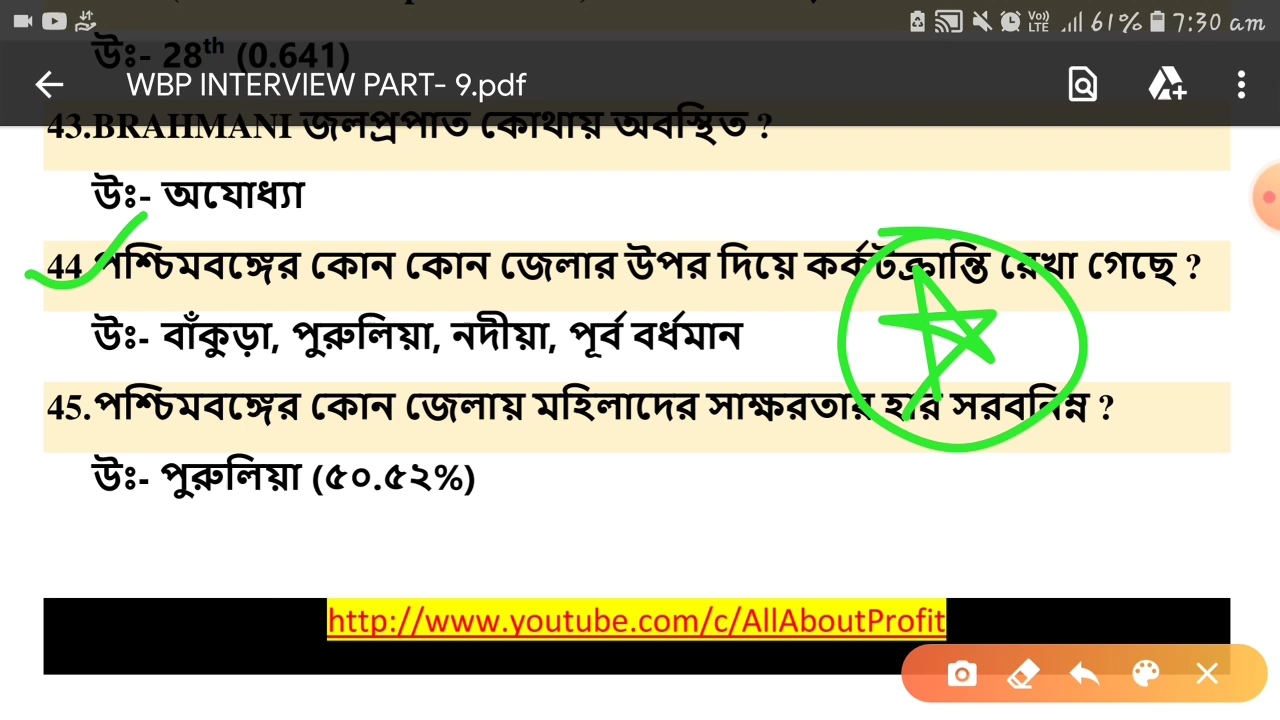 61% 7:30 am
উঃ- 28th (0.641)
WBP INTERVIEW PART- 9.pdf
43.BRAHMANI জলপ্রপাত কোথায় অবস্থিত ?
উঃ- অযোধ্যা
44.পশ্চিমবঙ্গের কোন কোন জেলার উপর দিয়ে কর্কটক্রান্তি রেখা গেছে ?
উঃ- বাঁকুড়া, পুরুলিয়া, নদীয়া, পূর্ব বর্ধমান
45.পশ্চিমবঙ্গের কোন জেলায় মহিলাদের সাক্ষরতার হার সরবনিম্ন ?
উঃ- পুরুলিয়া (৫০.৫২%)
http://www.youtube.com/c/AllAboutProfit